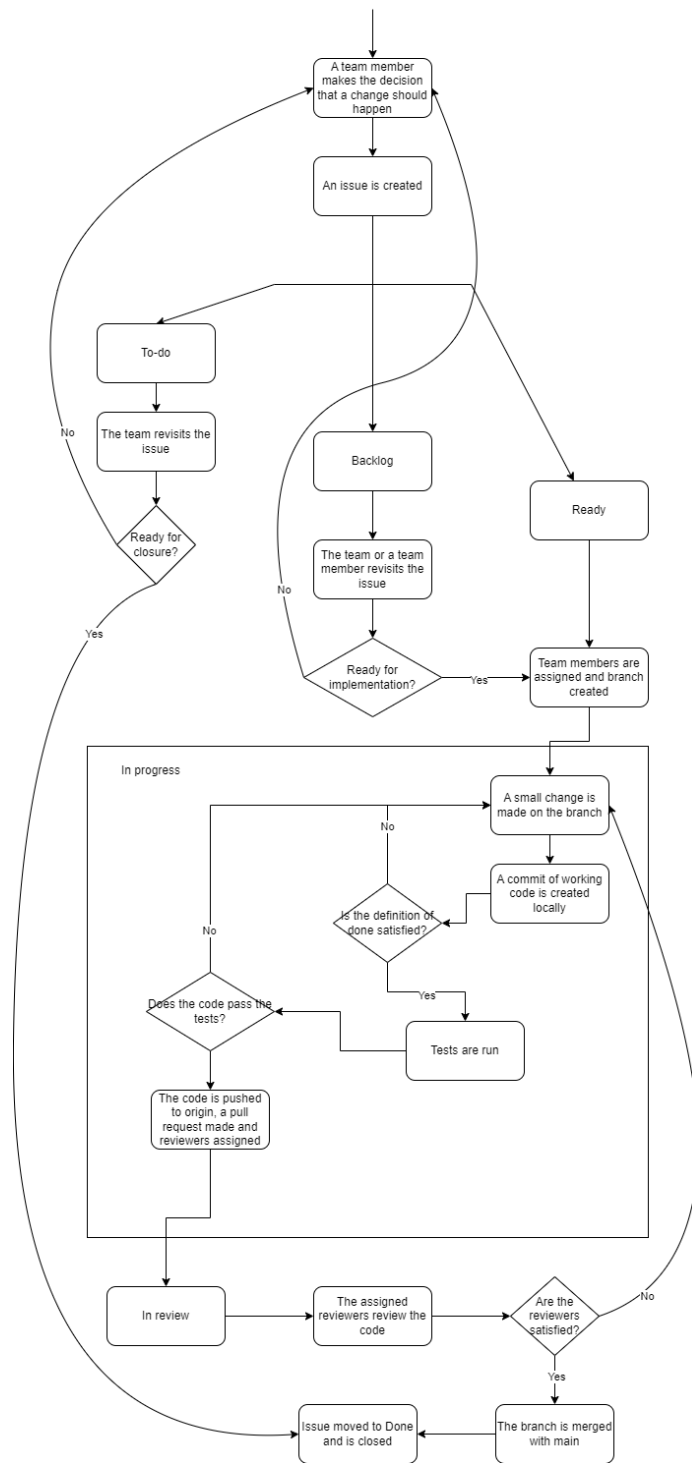 A team member
makes the decision
that a change should
happen
An issue is created
To-do
The team revisits the
issue
No
Ready for
closure?
Yes
Backlog
The team or a team
member revisits the
issue
No
Ready for
implementation?
Yes
Ready
Team members are
assigned and branch
created
In progress
A small change is
made on the branch
No
A commit of working
code is created
locally
Is the definition of
done satisfied?
No
Yes
Does the code pass the
tests?
Tests are run
The code is pushed
to origin, a pull
request made and
reviewers assigned
In review
The assigned
reviewers review the
code
Are the
reviewers
satisfied?
No
Yes
Issue moved to Done
and is closed
The branch is merged
with main